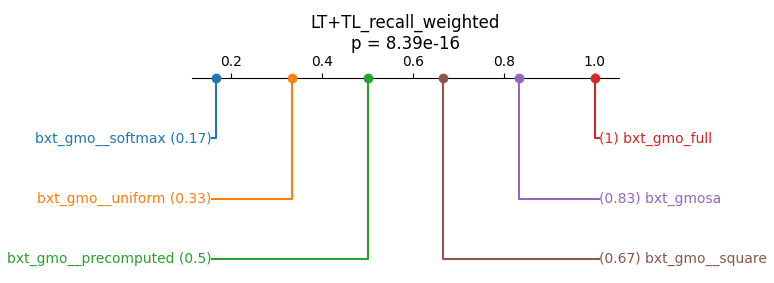 LT+TL_recall_weighted
p = 8.39e-16
0.2 0.4 0.6 0.8 1.0
bxt_gmo__softmax (0.17)
(1) bxt_gmo_full
bxt_gmo__uniform (0.33)
(0.83) bxt_gmosa
bxt_gmo__precomputed (0.5)
(0.67) bxt_gmo__square